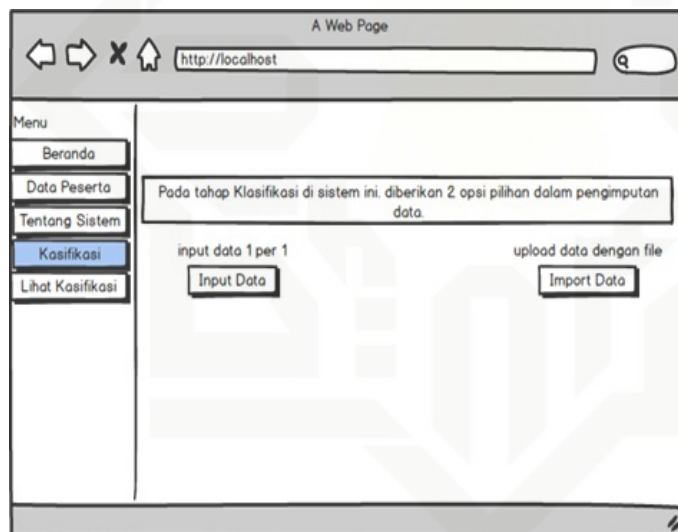 A Web Page
http://localhost
Menu
Beranda
Data Peserta
Tentang Sistem
Kasifikasi
Lihat Kasifikasi
Pada tahap Klasifikasi di sistem ini. diberikan 2 opsi pilihan dalam pengimputan
data.
input data 1 per 1
Input Data
upload data dengan file
Import Data